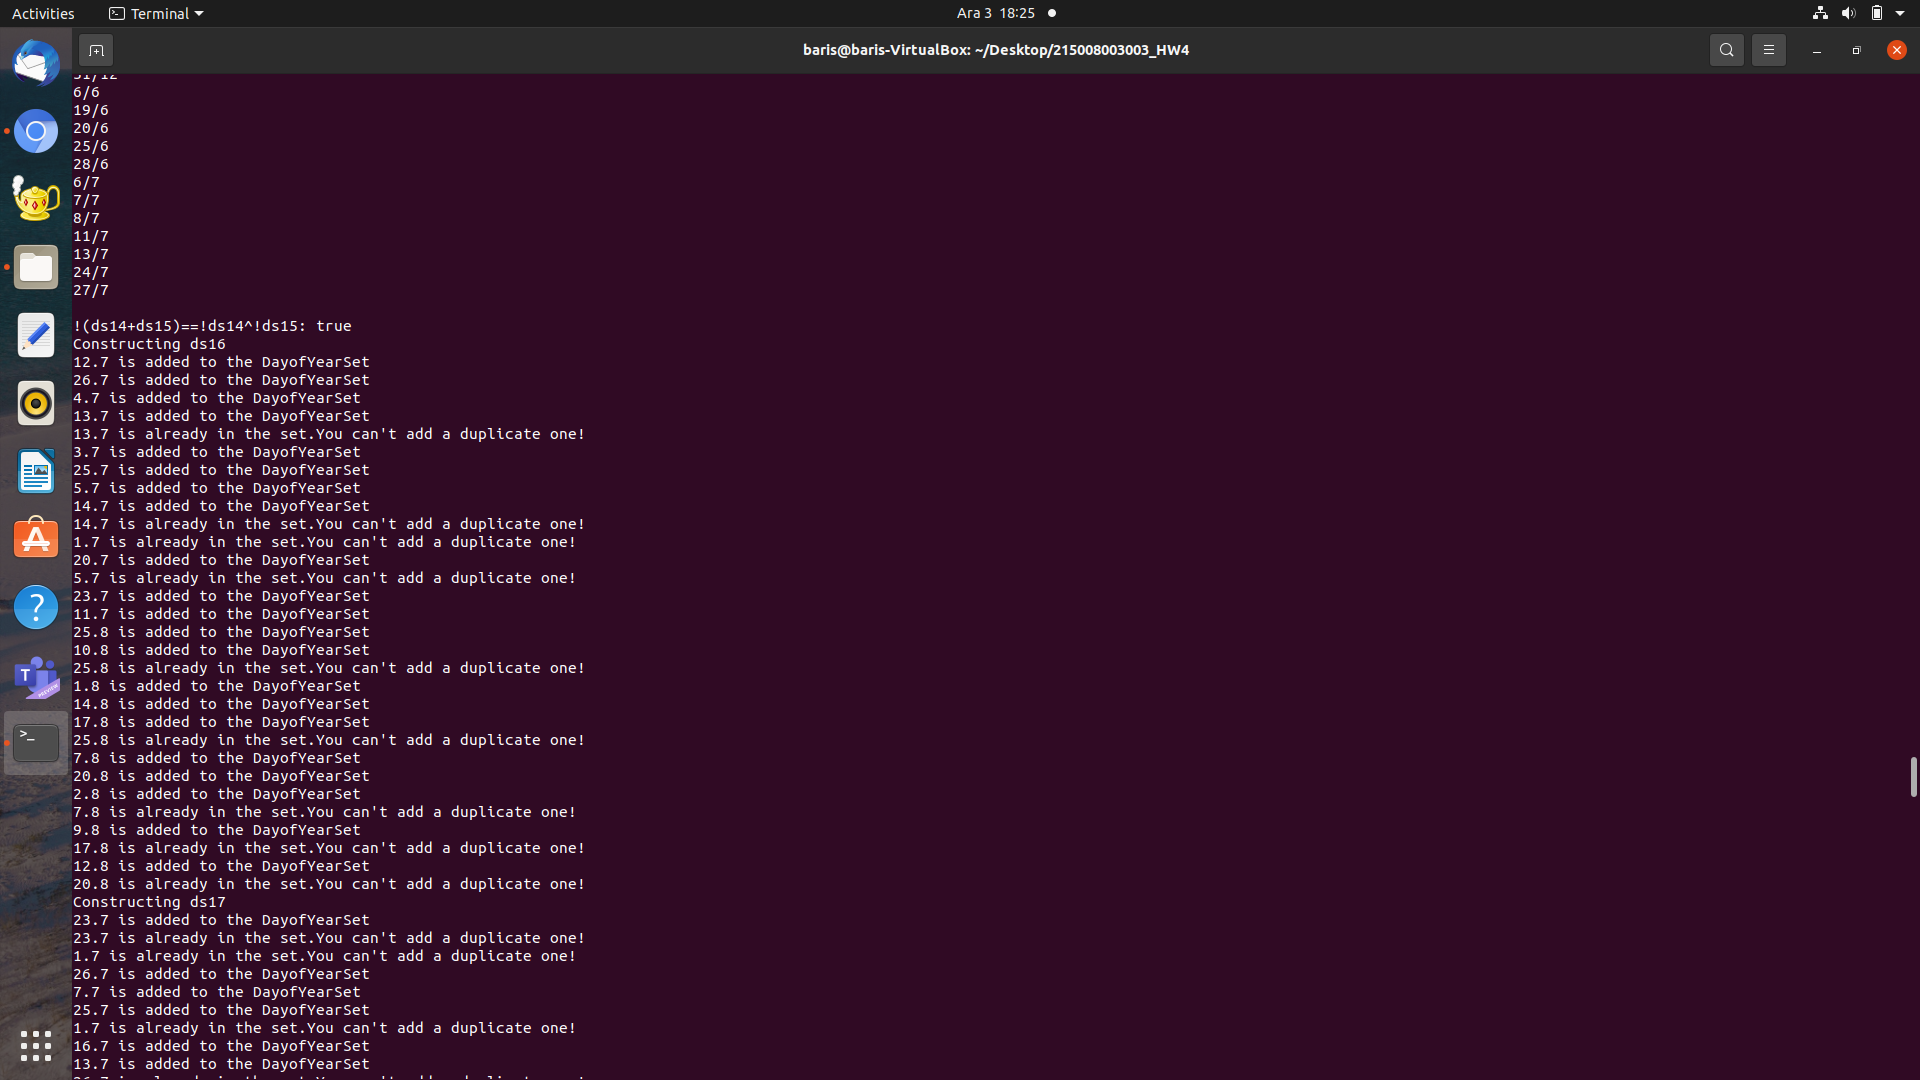 Activities
Terminal
Ara 3 18:25
baris@baris-VirtualBox: ~/Desktop/215008003003_HW4
31/12
6/6
19/6
20/6
25/6
28/6
6/7
7/7
8/7
11/7
13/7
24/7
27/7
!(ds14+ds15)==!ds14^!ds15: true
Constructing ds16
12.7 is added to the DayofYearSet
26.7 is added to the DayofYearSet
4.7 is added to the DayofYearSet
13.7 is added to the DayofYearSet
13.7 is already in the set.You can't add a duplicate one!
3.7 is added to the DayofYearSet
25.7 is added to the DayofYearSet
5.7 is added to the DayofYearSet
14.7 is added to the DayofYearSet
14.7 is already in the set.You can't add a duplicate one!
1.7 is already in the set.You can't add a duplicate one!
20.7 is added to the DayofYearSet
5.7 is already in the set.You can't add a duplicate one!
23.7 is added to the DayofYearSet
11.7 is added to the DayofYearSet
25.8 is added to the DayofYearSet
10.8 is added to the DayofYearSet
25.8 is already in the set.You can't add a duplicate one!
1.8 is added to the DayofYearSet
14.8 is added to the DayofYearSet
17.8 is added to the DayofYearSet
25.8 is already in the set.You can't add a duplicate one!
7.8 is added to the DayofYearSet
20.8 is added to the DayofYearSet
2.8 is added to the DayofYearSet
7.8 is already in the set.You can't add a duplicate one!
9.8 is added to the DayofYearSet
17.8 is already in the set.You can't add a duplicate one!
12.8 is added to the DayofYearSet
20.8 is already in the set.You can't add a duplicate one!
Constructing ds17
23.7 is added to the DayofYearSet
23.7 is already in the set.You can't add a duplicate one!
1.7 is already in the set.You can't add a duplicate one!
26.7 is added to the DayofYearSet
7.7 is added to the DayofYearSet
25.7 is added to the DayofYearSet
1.7 is already in the set.You can't add a duplicate one!
16.7 is added to the DayofYearSet
13.7 is added to the DayofYearSet